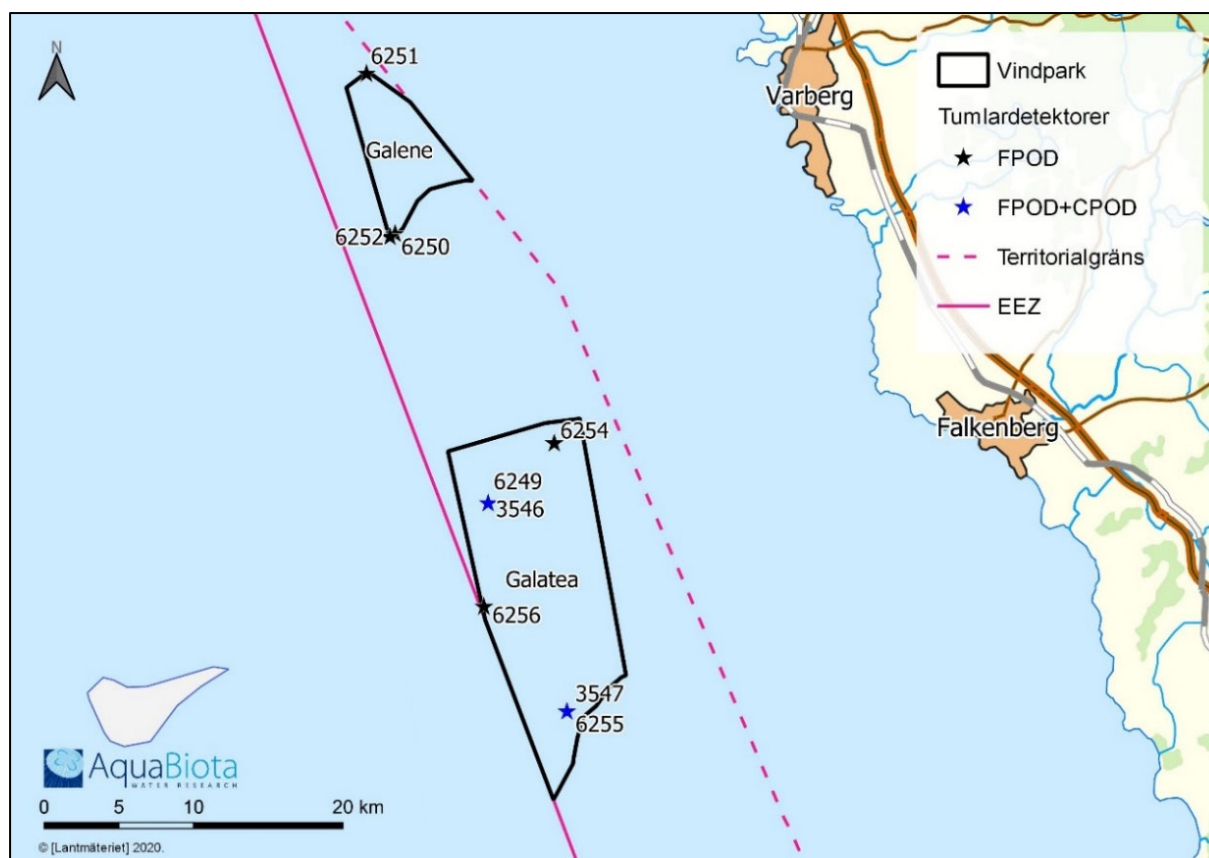 N
6251
Galene
6252
6250
6254
6249
3546
Galatea
6256
3547
6255
Varberg
Falkenberg
Vindpark
Tumlardetektorer
FPOD
FPOD+CPOD
Territorialgräns
EEZ
AquaBiota
WATER RESEARCH
0 5 10 20 km
© [Lantmäteriet] 2020.